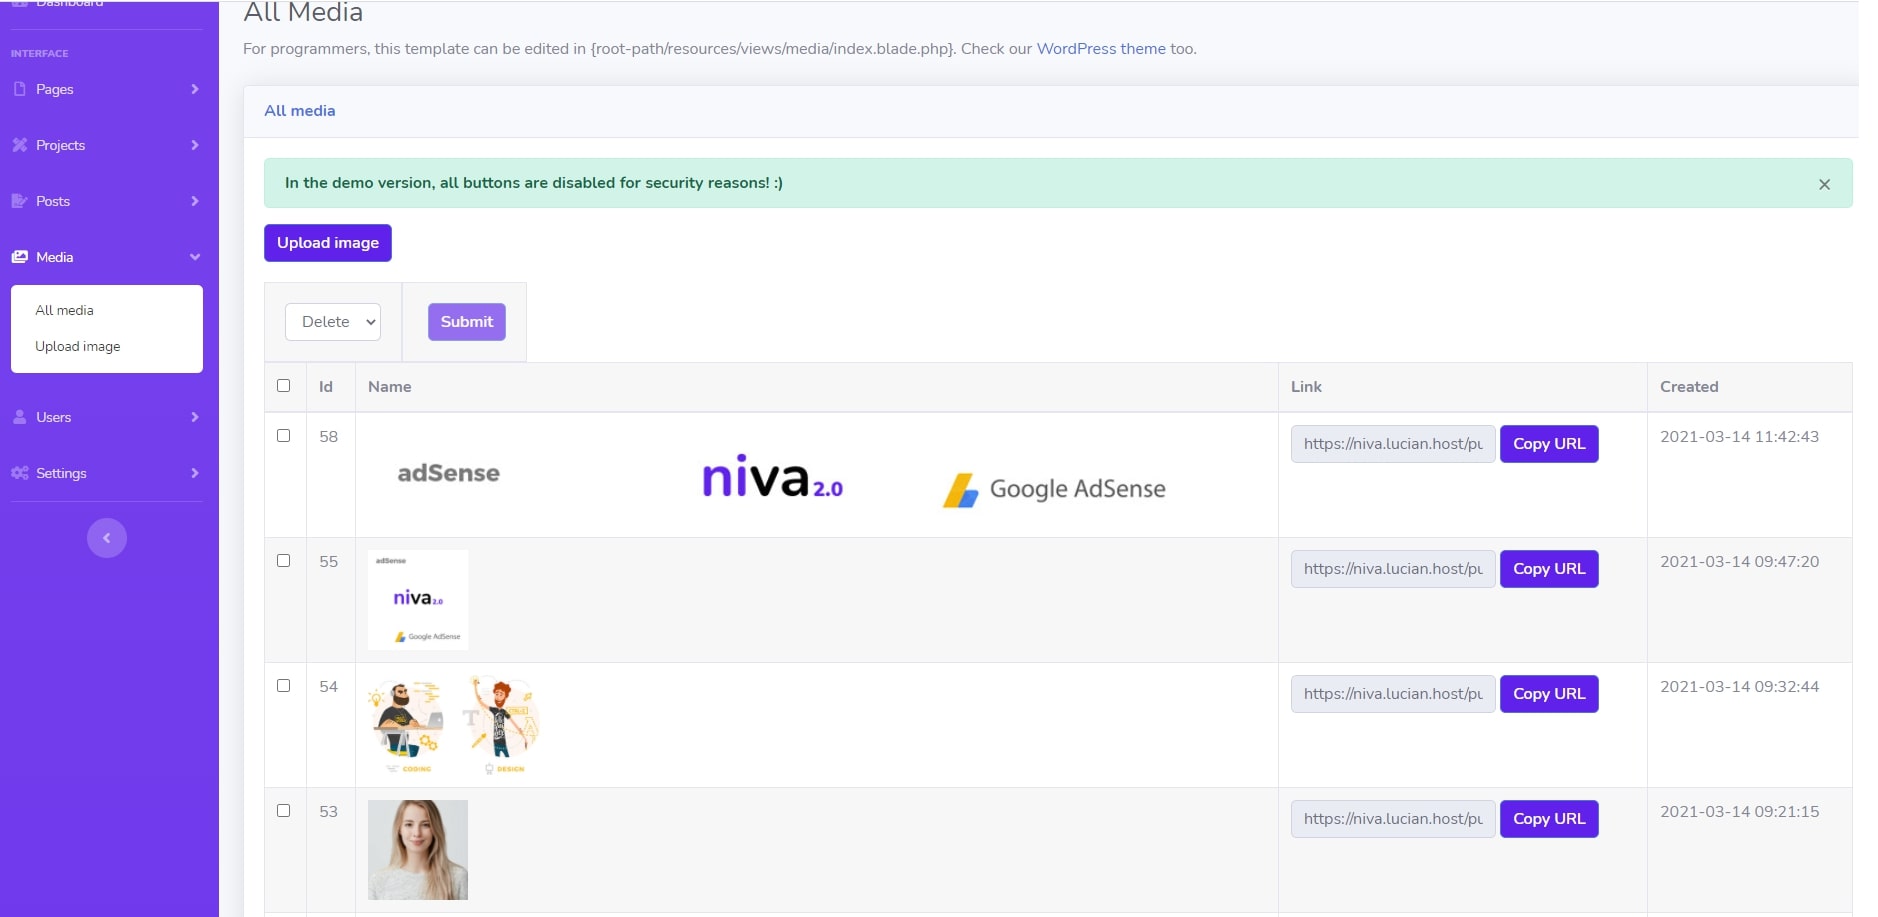 Dashboard
All Media
For programmers, this template can be edited in {root-path/resources/views/media/index.blade.php}. Check our WordPress theme too.
INTERFACE
Pages
Projects
Posts
Media
All media
Upload image
Users
Settings
All media
In the demo version, all buttons are disabled for security reasons! :)
×
Upload image
Delete
Submit
Id Name Link Created
58 adSense niva 2.0 Google AdSense https://niva.lucian.host/pu Copy URL 2021-03-14 11:42:43
55 https://niva.lucian.host/pu Copy URL 2021-03-14 09:47:20
adSense
niva 2.0
Google AdSense
54 https://niva.lucian.host/pu Copy URL 2021-03-14 09:32:44
CODING DESIGN
53 https://niva.lucian.host/pu Copy URL 2021-03-14 09:21:15